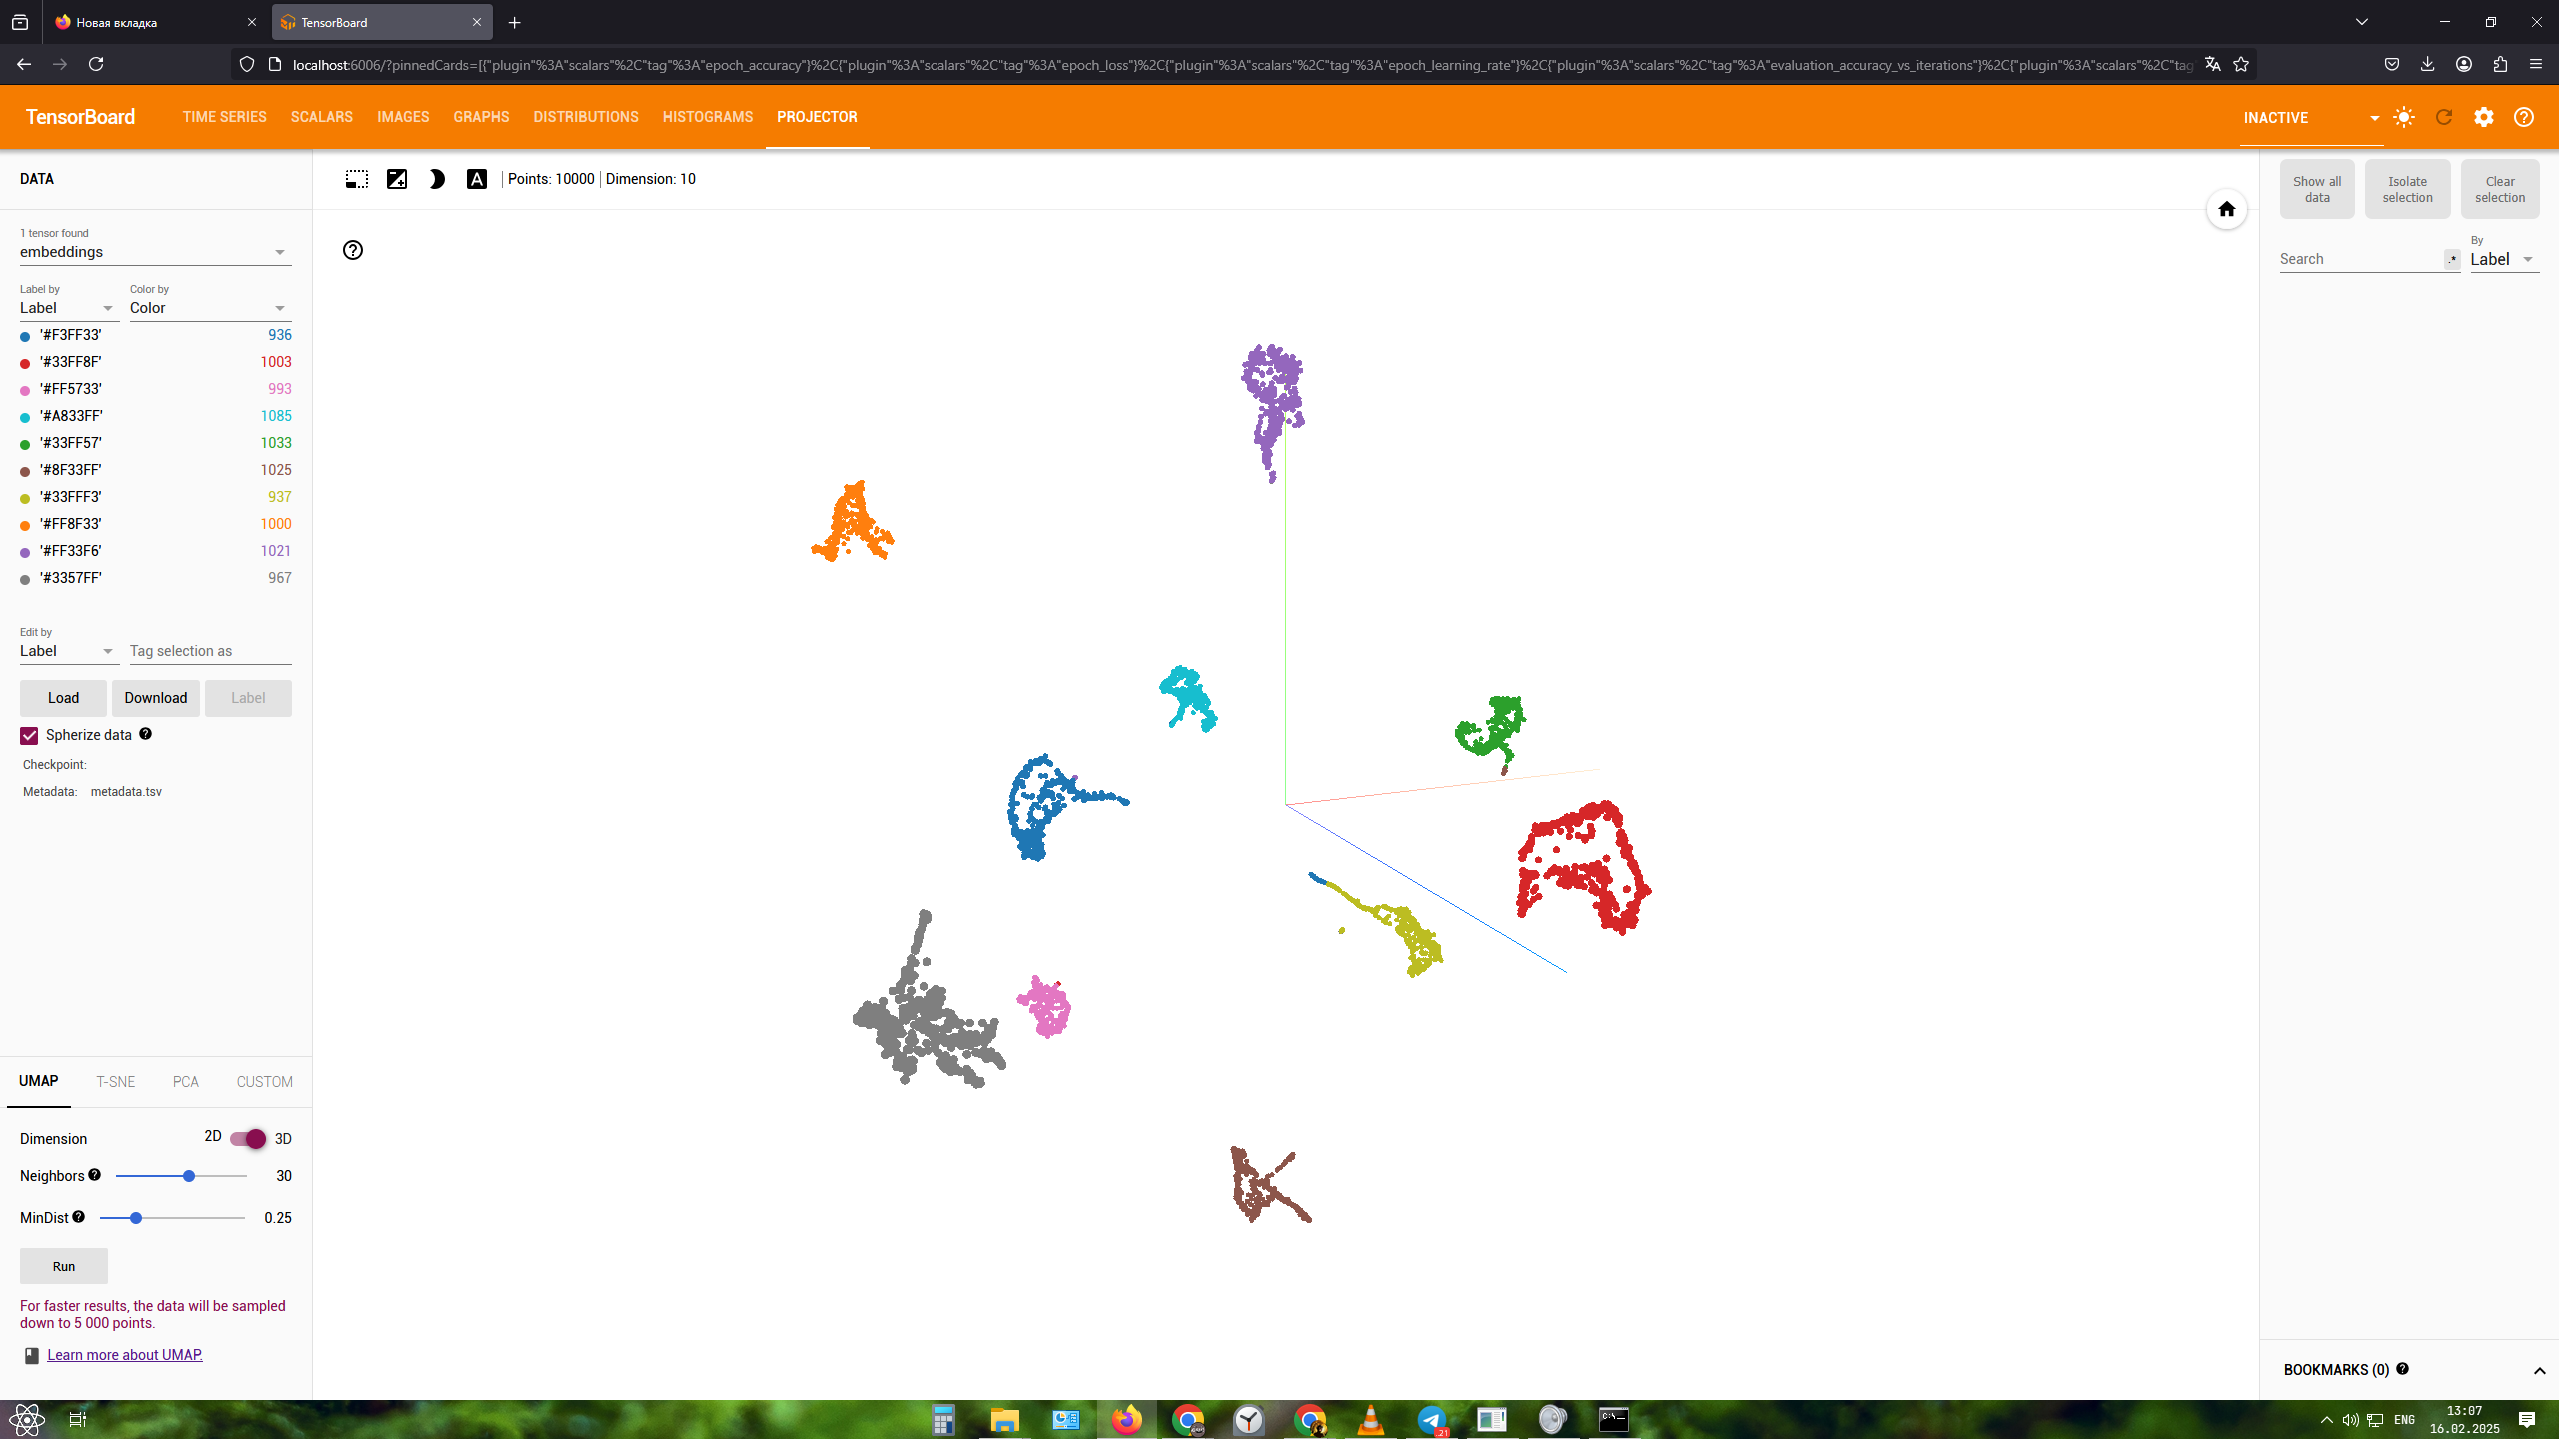 Новая вкладка
TensorBoard
localhost:6006/?pinnedCards=[{"plugin"%3A"scalars"%2C"tag"%3A"epoch_accuracy"}%2C{"plugin"%3A"scalars"%2C"tag"%3A"epoch_loss"}%2C{"plugin"%3A"scalars"%2C"tag"%3A"epoch_learning_rate"}%2C{"plugin"%3A"scalars"%2C"tag"%3A"evaluation_accuracy_vs_iterations"}%2C{"plugin"%3A"scalars"%2C"tag
TensorBoard TIME SERIES SCALARS IMAGES GRAPHS DISTRIBUTIONS HISTOGRAMS PROJECTOR INACTIVE
DATA
Points: 10000 | Dimension: 10
1 tensor found
embeddings
Label by Color by
Label Color
'#F3FF33' 936
'#33FF8F' 1003
'#FF5733' 993
'#A833FF' 1085
'#33FF57' 1033
'#8F33FF' 1025
'#33FFF3' 937
'#FF8F33' 1000
'#FF33F6' 1021
'#3357FF' 967
Edit by
Label Tag selection as
Load Download Label
Spherize data
Checkpoint:
Metadata: metadata.tsv
UMAP T-SNE PCA CUSTOM
Dimension 2D 3D
Neighbors 30
MinDist 0.25
Run
For faster results, the data will be sampled
down to 5 000 points.
Learn more about UMAP.
Show all
data
Isolate
selection
Clear
selection
Search .* By
Label
BOOKMARKS (0)
ENG
13:07
16.02.2025